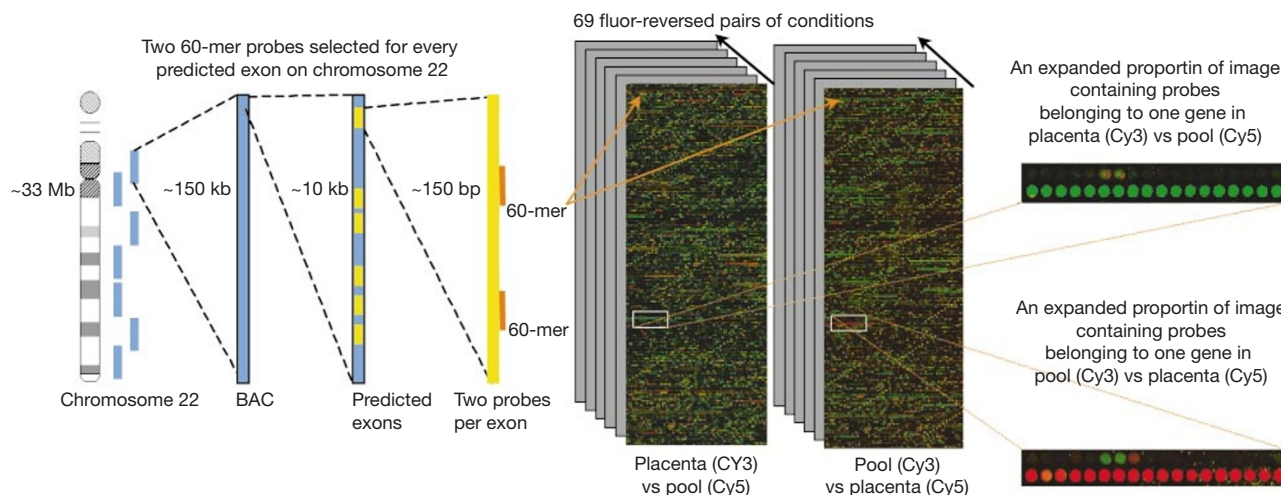 69 fluor-reversed pairs of conditions
Two 60-mer probes selected for every
predicted exon on chromosome 22
~33 Mb
~150 kb
~10 kb
~150 bp
60-mer
60-mer
Chromosome 22
BAC
Predicted
exons
Two probes
per exon
Placenta (CY3)
vs pool (Cy5)
Pool (Cy3)
vs placenta (Cy5)
An expanded proportin of image
containing probes
belonging to one gene in
placenta (Cy3) vs pool (Cy5)
An expanded proportin of image
containing probes
belonging to one gene in
pool (Cy3) vs placenta (Cy5)